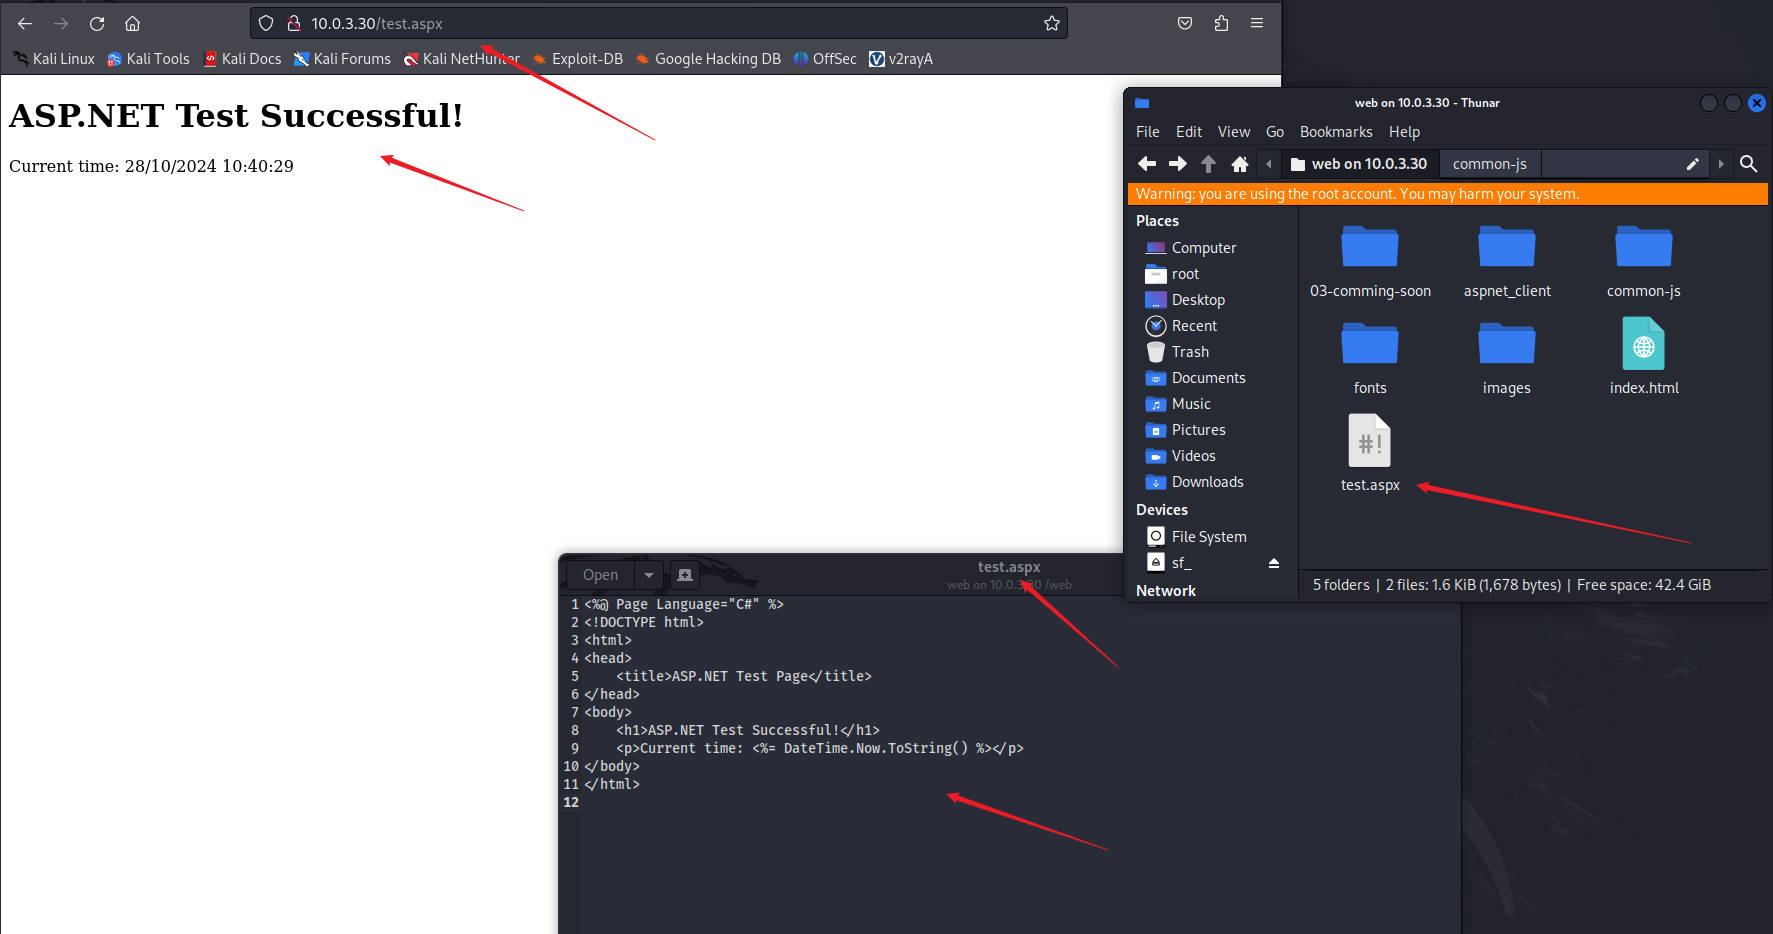 10.0.3.30/test.aspx
Kali Linux Kali Tools Kali Docs Kali Forums Kali NetHunter Exploit-DB Google Hacking DB OffSec v2rayA
ASP.NET Test Successful!
Current time: 28/10/2024 10:40:29
web on 10.0.3.30 - Thunar
File Edit View Go Bookmarks Help
web on 10.0.3.30 common-js
Warning: you are using the root account. You may harm your system.
Places
Computer
root
Desktop
Recent
Trash
Documents
Music
Pictures
Videos
Downloads
Devices
File System
sf_
Network
03-comming-soon aspnet_client common-js
fonts images index.html
#!
test.aspx
5 folders | 2 files: 1.6 KiB (1,678 bytes) | Free space: 42.4 GiB
Open
test.aspx
web on 10.0.3.30 /web
1 <%@ Page Language="C#" %>
2 <!DOCTYPE html>
3 <html>
4 <head>
5 <title>ASP.NET Test Page</title>
6 </head>
7 <body>
8 <h1>ASP.NET Test Successful!</h1>
9 <p>Current time: <%= DateTime.Now.ToString() %></p>
10 </body>
11 </html>
12